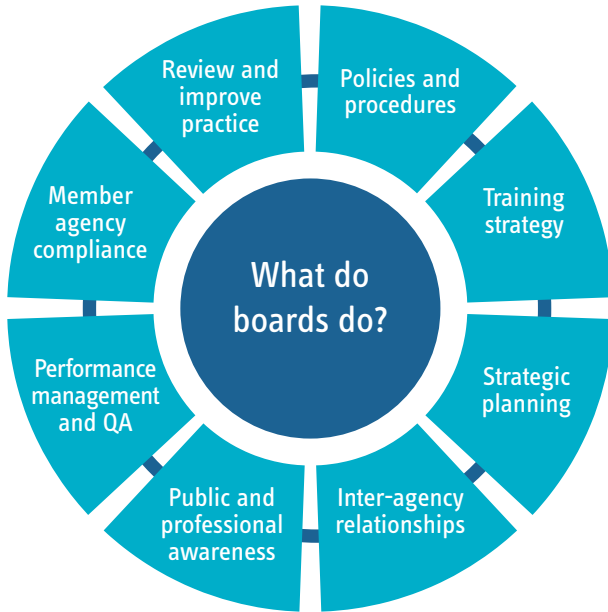 What do
boards do?
Policies and
procedures
Training
strategy
Strategic
planning
Inter-agency
relationships
Public and
professional
awareness
Performance
management
and QA
Member
agency
compliance
Review and
improve
practice